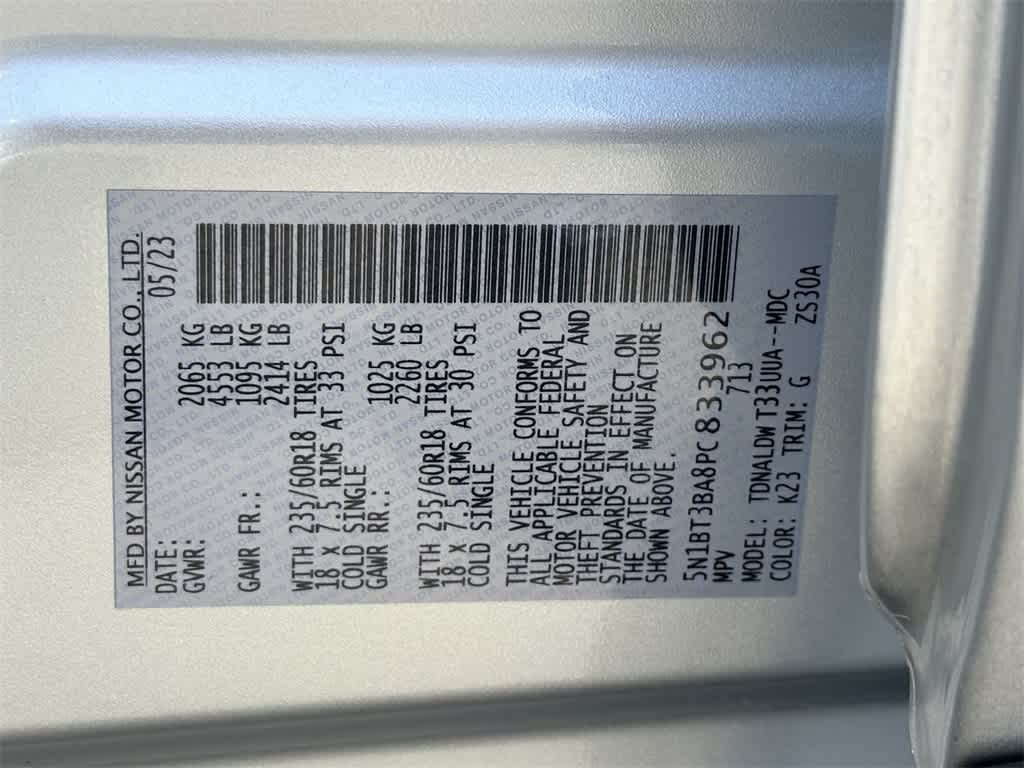 MFD BY NISSAN MOTOR CO., LTD.
DATE: 05/23
GVWR: 2065 KG
4553 LB
GAWR FR.: 1095 KG
2414 LB
WITH 235/60R18 TIRES
18 X 7.5 RIMS AT 33 PSI
COLD SINGLE
GAWR RR.: 1025 KG
2260 LB
WITH 235/60R18 TIRES
18 X 7.5 RIMS AT 30 PSI
COLD SINGLE
THIS VEHICLE CONFORMS TO
ALL APPLICABLE FEDERAL
MOTOR VEHICLE SAFETY AND
THEFT PREVENTION
STANDARDS IN EFFECT ON
THE DATE OF MANUFACTURE
SHOWN ABOVE.
5N1BT3BA8PC833962
MPV 713
MODEL: TDNALDW T33UUA--MDC
COLOR: K23 TRIM: G ZS30A